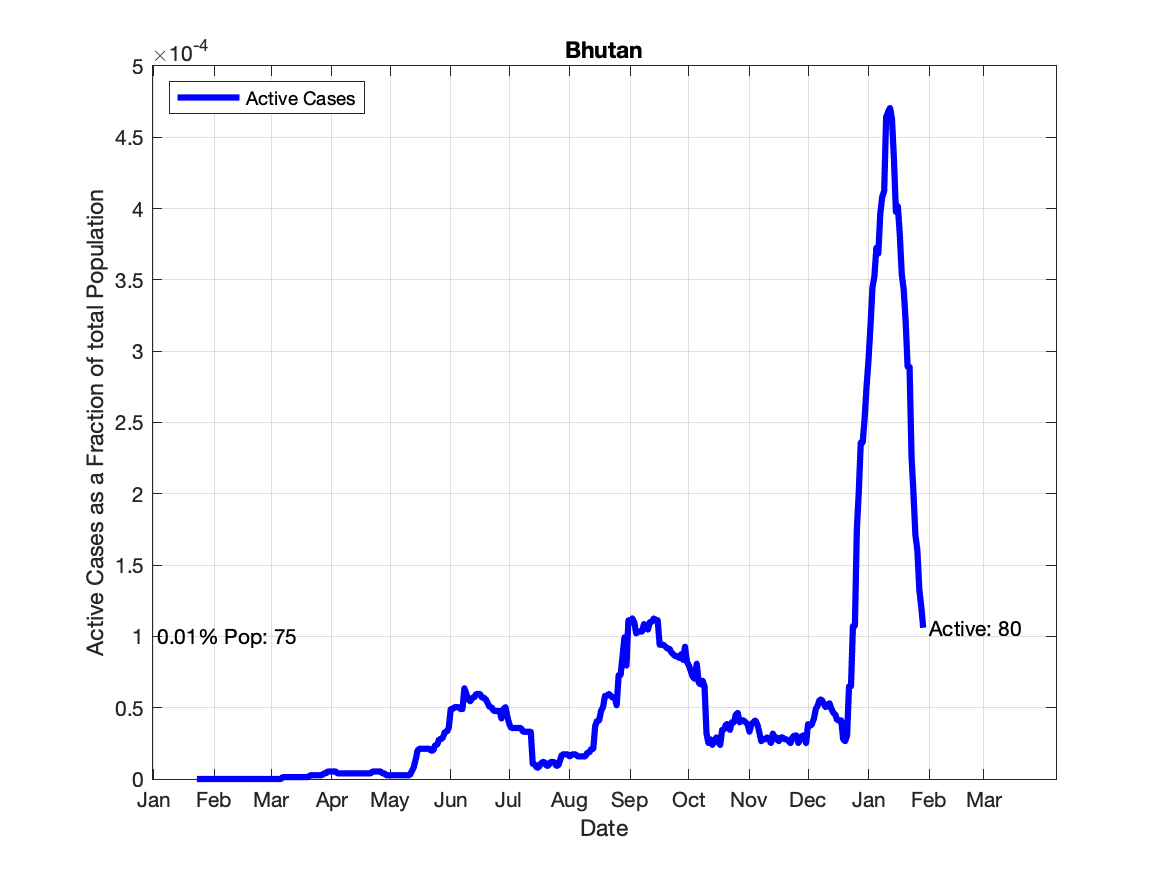 Bhutan
×10-4
Active Cases
5
4.5
4
3.5
3
2.5
2
1.5
1
0.5
0
0.01% Pop: 75
Active: 80
Active Cases as a Fraction of total Population
Jan Feb Mar Apr May Jun Jul Aug Sep Oct Nov Dec Jan Feb Mar
Date